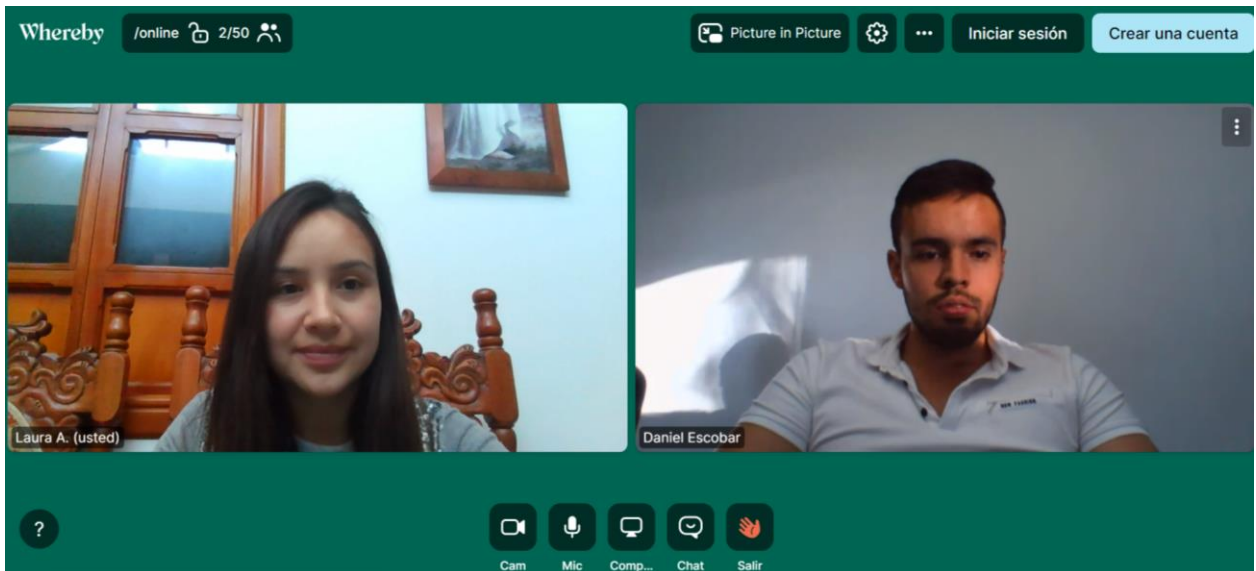 Whereby
/online 2/50
Picture in Picture
Iniciar sesión
Crear una cuenta
Laura A. (usted)
Daniel Escobar
?
Cam
Mic
Comp...
Chat
Salir